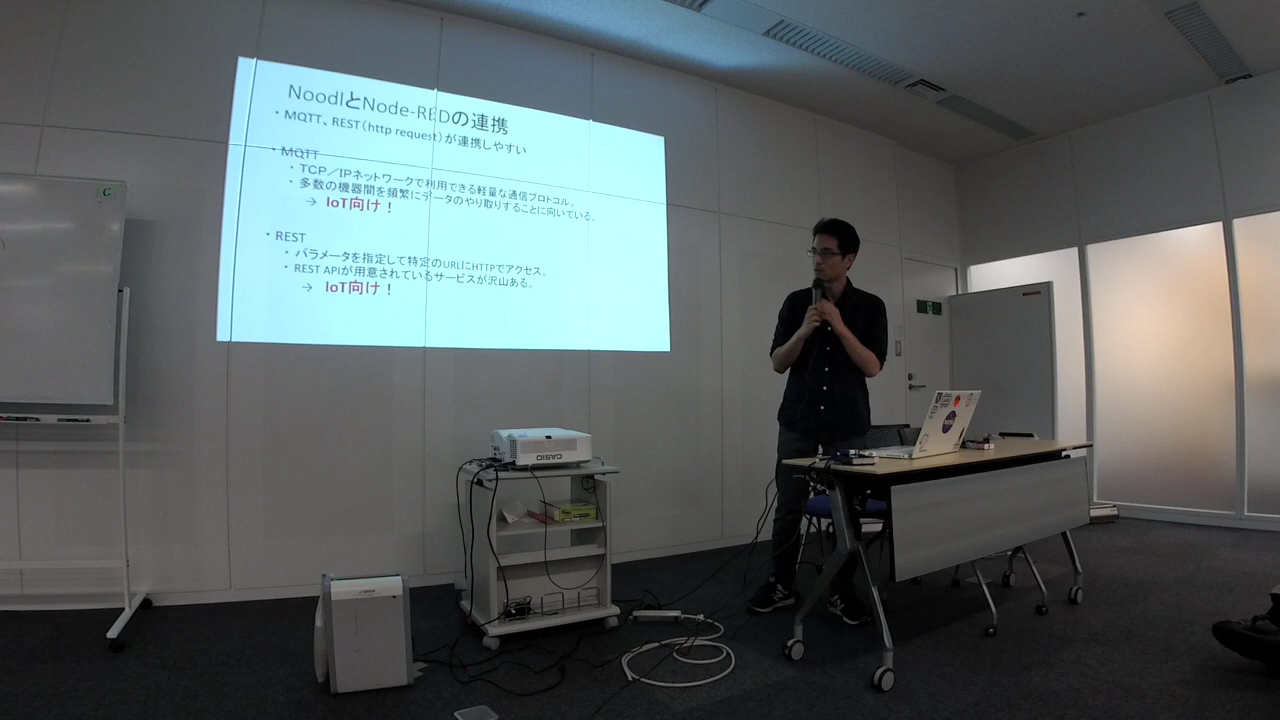 NoodlとNode-REDの連携
・MQTT、REST（http request）が連携しやすい
・MQTT
・TCP／IPネットワークで利用できる軽量な通信プロトコル。
・多数の機器間を頻繁にデータのやり取りすることに向いている。
→ IoT向け！
・REST
・パラメータを指定して特定のURLにHTTPでアクセス。
・REST APIが用意されているサービスが沢山ある。
→ IoT向け！
C
CASIO
NASA